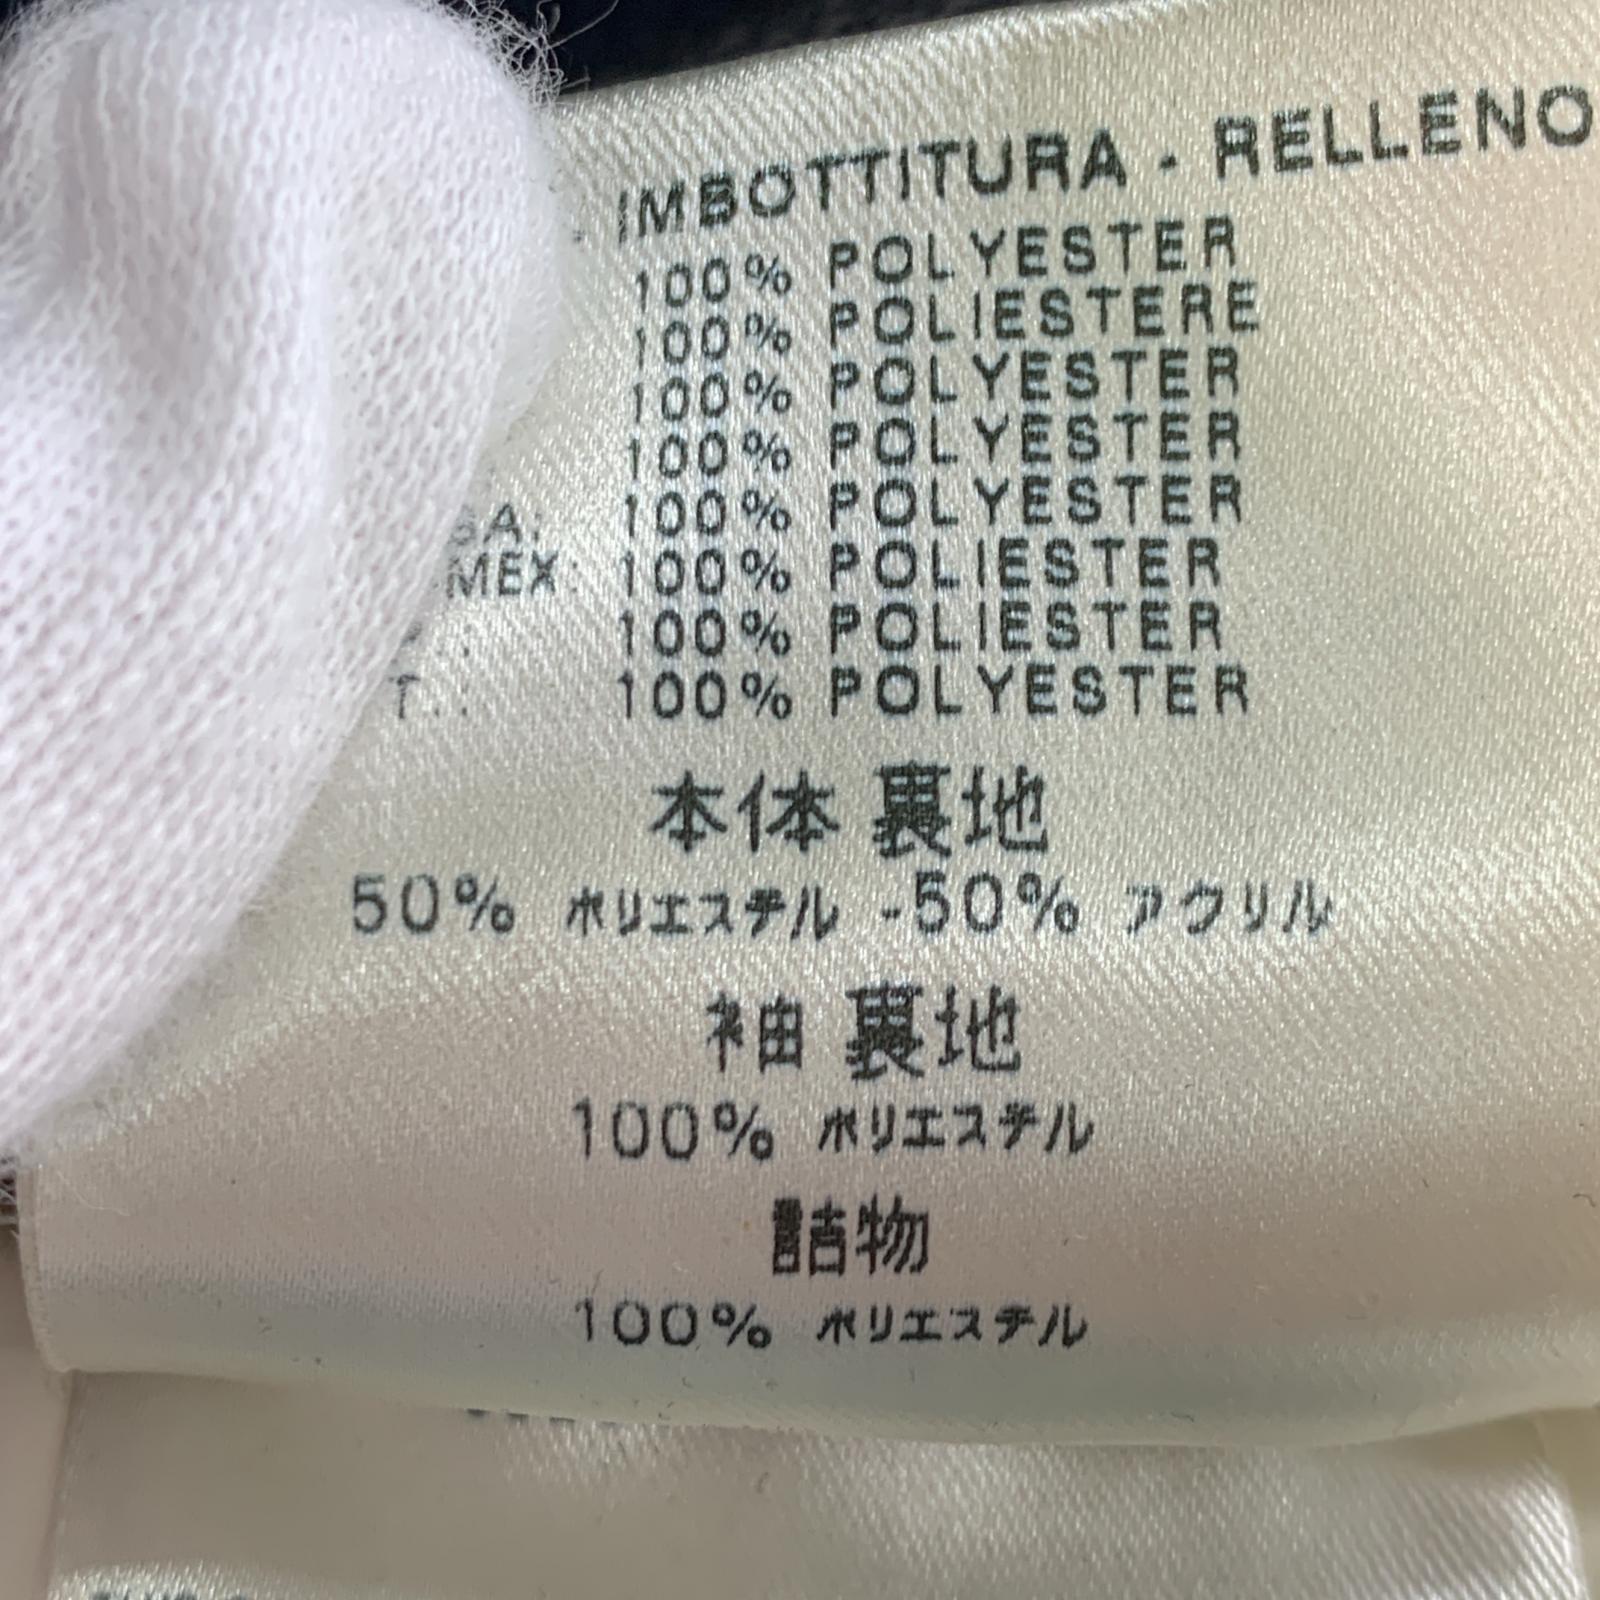 IMBOTTITURA - RELLENO
100% POLYESTER
100% POLIESTERE
100% POLYESTER
100% POLYESTER
100% POLYESTER
MEX: 100% POLIESTER
100% POLIESTER
100% POLYESTER
本体 裏地
50% ポリエステル -50% アクリル
袖 裏地
100% ポリエステル
詰物
100% ポリエステル